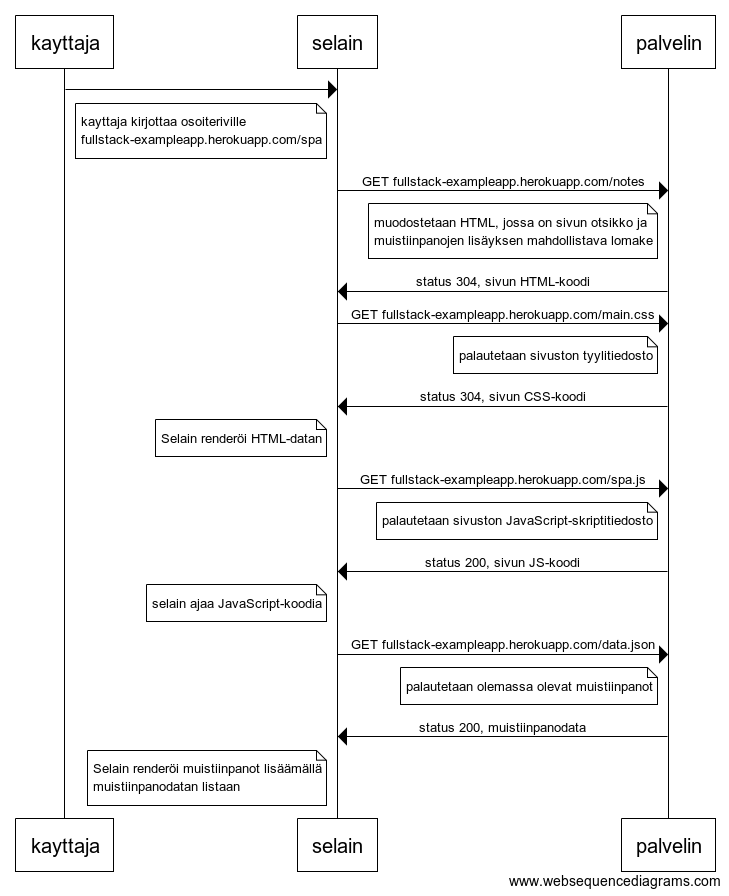 kayttaja
selain
palvelin
kayttaja kirjottaa osoiteriville
fullstack-exampleapp.herokuapp.com/spa
GET fullstack-exampleapp.herokuapp.com/notes
muodostetaan HTML, jossa on sivun otsikko ja
muistiinpanojen lisäyksen mahdollistava lomake
status 304, sivun HTML-koodi
GET fullstack-exampleapp.herokuapp.com/main.css
palautetaan sivuston tyylitiedosto
status 304, sivun CSS-koodi
Selain renderöi HTML-datan
GET fullstack-exampleapp.herokuapp.com/spa.js
palautetaan sivuston JavaScript-skriptitiedosto
status 200, sivun JS-koodi
selain ajaa JavaScript-koodia
GET fullstack-exampleapp.herokuapp.com/data.json
palautetaan olemassa olevat muistiinpanot
status 200, muistiinpanodata
Selain renderöi muistiinpanot lisäämällä
muistiinpanodatan listaan
kayttaja
selain
palvelin
www.websequencediagrams.com